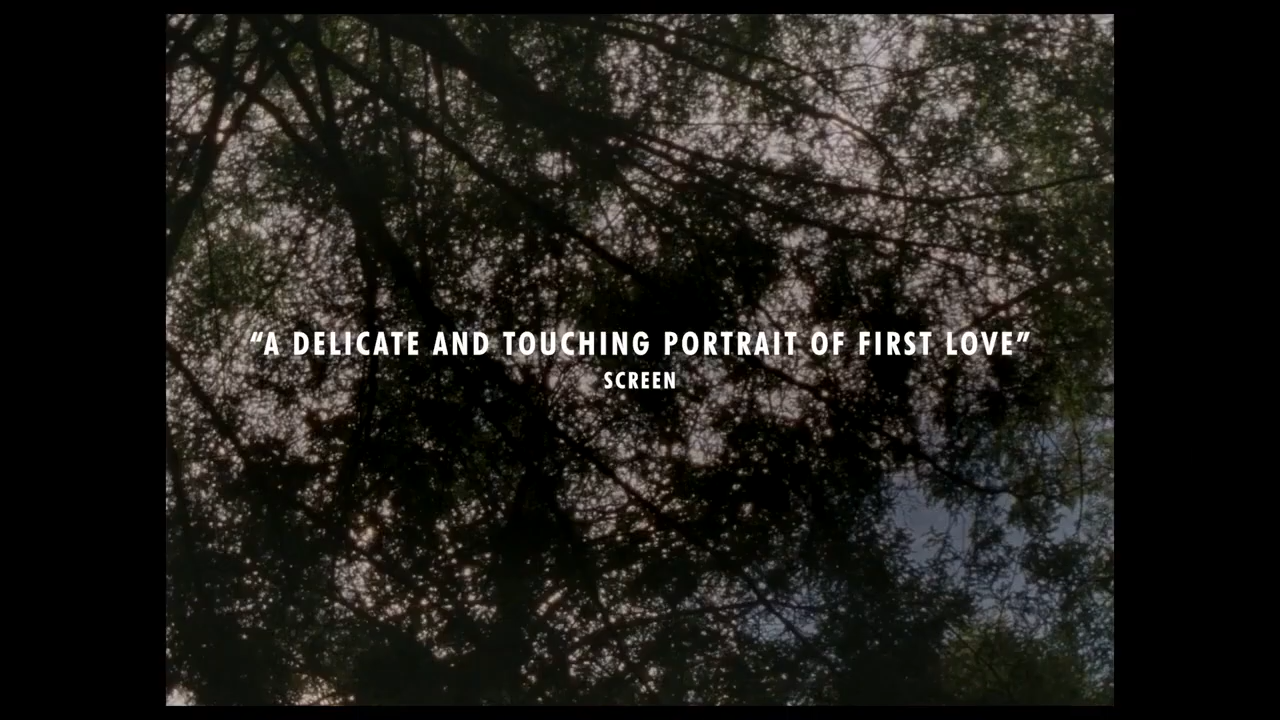 “A DELICATE AND TOUCHING PORTRAIT OF FIRST LOVE”
SCREEN